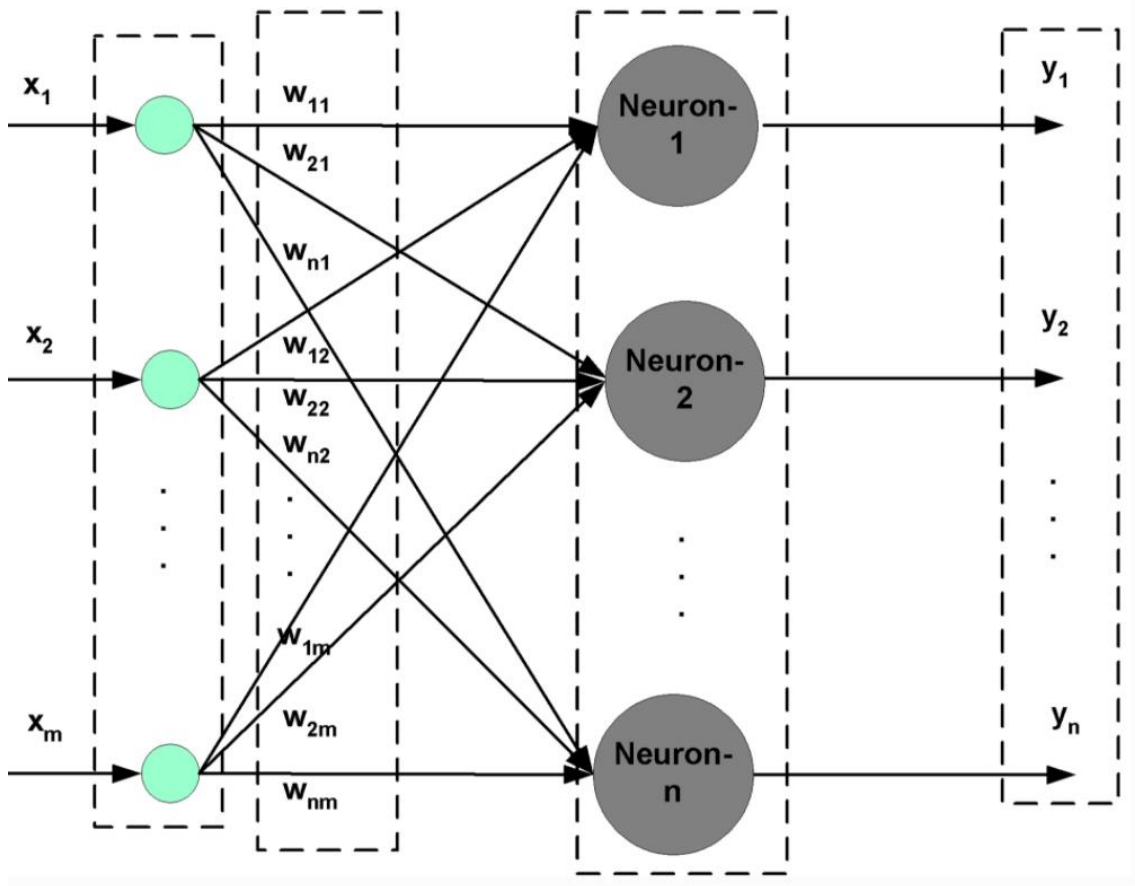 x1
w11
Neuron-
1
y1
w21
wn1
x2
w12
Neuron-
2
y2
w22
wn2
w1m
xm
w2m
Neuron-
n
yn
wnm